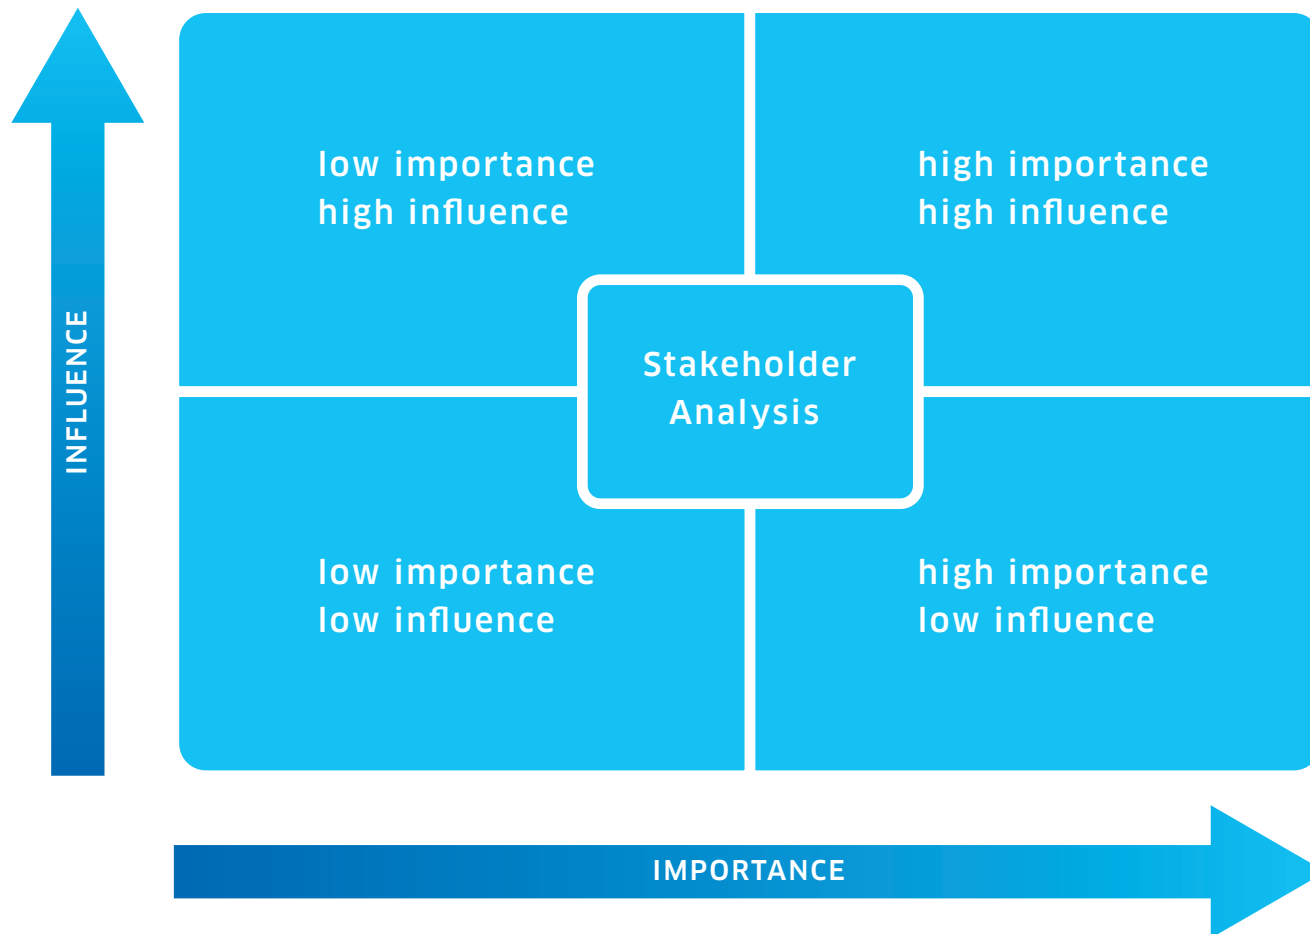 low importance
high influence
high importance
high influence
INFLUENCE
Stakeholder
Analysis
low importance
low influence
high importance
low influence
IMPORTANCE